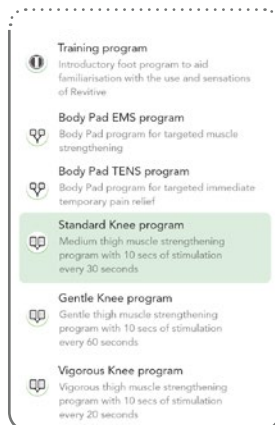 Training program
Introductory foot program to aid
familiarisation with the use and sensations
of Revitive
Body Pad EMS program
Body Pad program for targeted muscle
strengthening
Body Pad TENS program
Body Pad program for targeted immediate
temporary pain relief
Standard Knee program
Medium thigh muscle strengthening
program with 10 secs of stimulation
every 30 seconds
Gentle Knee program
Gentle thigh muscle strengthening
program with 10 secs of stimulation
every 60 seconds
Vigorous Knee program
Vigorous thigh muscle strengthening
program with 10 secs of stimulation
every 20 seconds